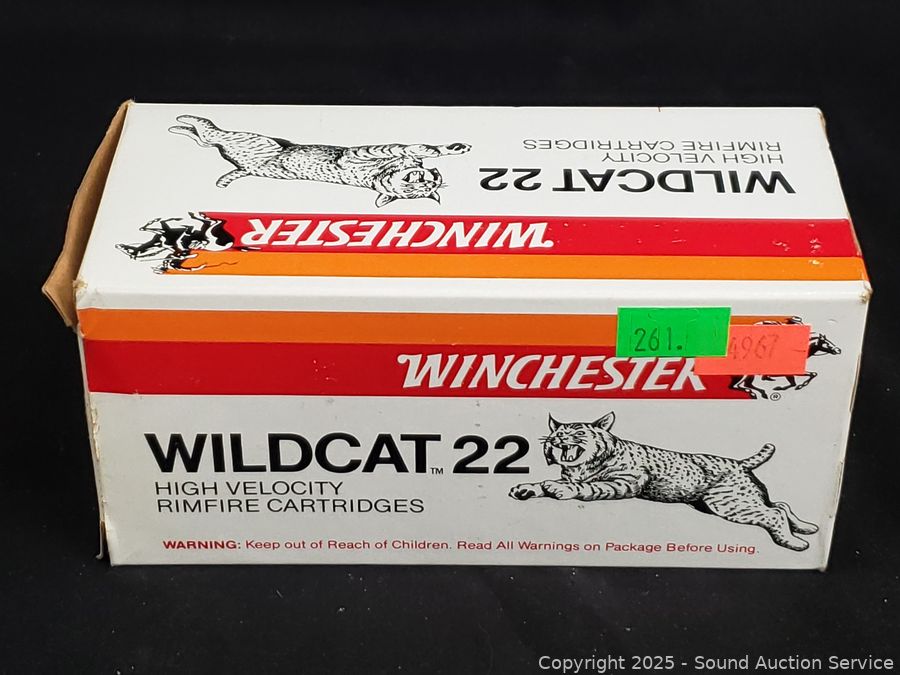 HIGH VELOCITY
RIMFIRE CARTRIDGES
WILDCAT 22
WINCHESTER
261.
4967
WINCHESTER
®
WILDCAT™ 22
HIGH VELOCITY
RIMFIRE CARTRIDGES
WARNING: Keep out of Reach of Children. Read All Warnings on Package Before Using.
Copyright 2025 - Sound Auction Service